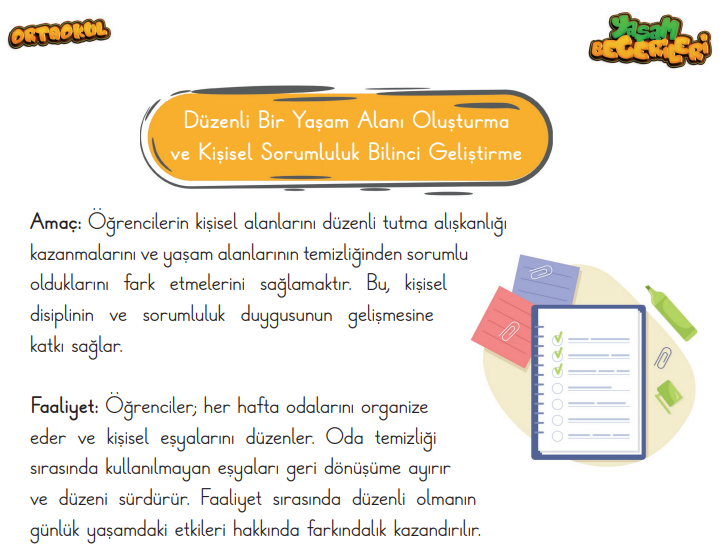 ORTAOKUL
YAŞAM
BECERİLERİ
Düzenli Bir Yaşam Alanı Oluşturma
ve Kişisel Sorumluluk Bilinci Geliştirme
Amaç: Öğrencilerin kişisel alanlarını düzenli tutma alışkanlığı
kazanmalarını ve yaşam alanlarının temizliğinden sorumlu
olduklarını fark etmelerini sağlamaktır. Bu, kişisel
disiplinin ve sorumluluk duygusunun gelişmesine
katkı sağlar.
Faaliyet: Öğrenciler; her hafta odalarını organize
eder ve kişisel eşyalarını düzenler. Oda temizliği
sırasında kullanılmayan eşyaları geri dönüşüme ayırır
ve düzeni sürdürür. Faaliyet sırasında düzenli olmanın
günlük yaşamdaki etkileri hakkında farkındalık kazandırılır.